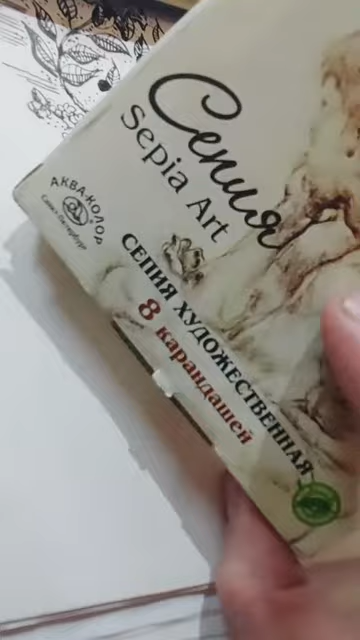 Сепия
Sepia Art
АКВА-КОЛОР
Санкт-Петербург
СЕПИЯ ХУДОЖЕСТВЕННАЯ
8 карандашей